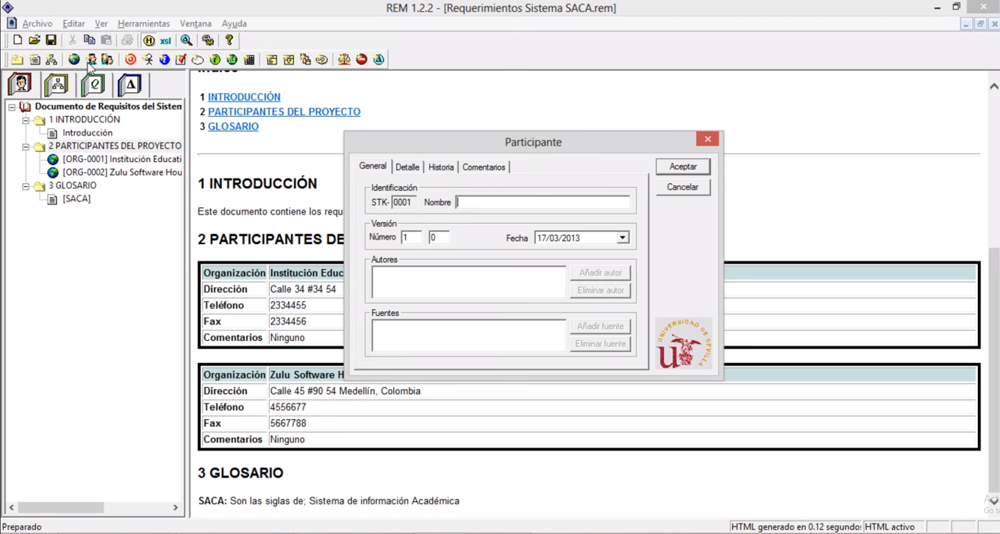 REM 1.2.2 - [Requerimientos Sistema SACA.rem]
Archivo Editar Ver Herramientas Ventana Ayuda
xsl
Documento de Requisitos del Sistem
1 INTRODUCCIÓN
Introducción
2 PARTICIPANTES DEL PROYECTO
[ORG-0001] Institución Educati
[ORG-0002] Zulu Software Hou
3 GLOSARIO
[SACA]
1 INTRODUCCIÓN
2 PARTICIPANTES DEL PROYECTO
3 GLOSARIO
1 INTRODUCCIÓN
Este documento contiene los requ
2 PARTICIPANTES DE
Organización Institución Educ
Dirección Calle 34 #34 54
Teléfono 2334455
Fax 2334456
Comentarios Ninguno
Organización Zulu Software H
Dirección Calle 45 #90 54 Medellín, Colombia
Teléfono 4556677
Fax 5667788
Comentarios Ninguno
3 GLOSARIO
SACA: Son las siglas de; Sistema de información Académica
Participante
General Detalle Historia Comentarios
Aceptar
Cancelar
Identificación
STK- 0001 Nombre
Versión
Número 1 0 Fecha 17/03/2013
Autores
Añadir autor
Eliminar autor
Fuentes
Añadir fuente
Eliminar fuente
UNIVERSIDAD DE SEVILLA
Go to
Preparado
HTML generado en 0.12 segundo: HTML activo